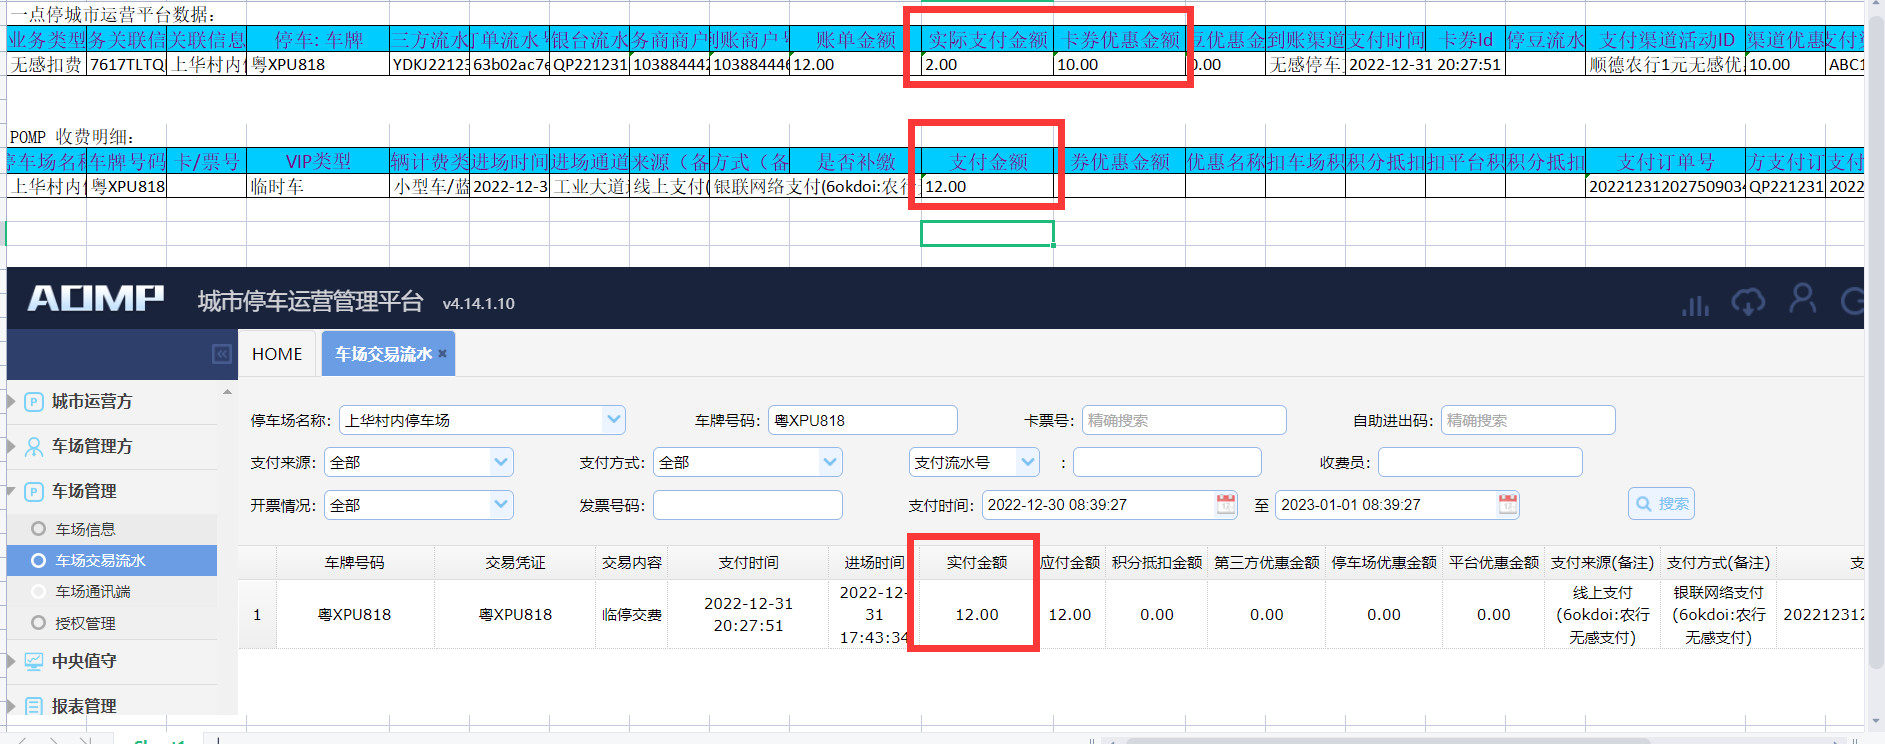 一点停城市运营平台数据：
业务类型 务关联信 关联信息 停车: 车牌 三方流水 订单流水号 银台流水 务商商户 到账商户号 账单金额 实际支付金额 卡券优惠金额 豆优惠金 到账渠道 支付时间 卡券Id 停豆流水 支付渠道活动ID 渠道优惠 支付
无感扣费 7617TLTQ 上华村内 粤XPU818 YDKJ22123 63b02ac7e QP221231 103884442 103884446 12.00 2.00 10.00 0.00 无感停车 2022-12-31 20:27:51 顺德农行1元无感优 10.00 ABC1
POMP 收费明细：
停车场名称 车牌号码 卡/票号 VIP类型 辆计费类 进场时间 进场通道 来源（备 方式（备 是否补缴 支付金额 券优惠金额 优惠名称 扣车场积 积分抵扣 扣平台积 积分抵扣 支付订单号 方支付订 支付
上华村内 粤XPU818 临时车 小型车/蓝 2022-12-3 工业大道 线上支付( 银联网络支付(6okdoi:农行 12.00 20221231202750903 QP221231 2022
AOMP 城市停车运营管理平台 v4.14.1.10
HOME 车场交易流水 ×
城市运营方
车场管理方
车场管理
车场信息
车场交易流水
车场通讯端
授权管理
中央值守
报表管理
停车场名称: 上华村内停车场 车牌号码: 粤XPU818 卡票号: 精确搜索 自助进出码: 精确搜索
支付来源: 全部 支付方式: 全部 支付流水号 : 收费员:
开票情况: 全部 发票号码: 支付时间: 2022-12-30 08:39:27 至 2023-01-01 08:39:27 搜索
车牌号码 交易凭证 交易内容 支付时间 进场时间 实付金额 应付金额 积分抵扣金额 第三方优惠金额 停车场优惠金额 平台优惠金额 支付来源(备注) 支付方式(备注) 支
1 粤XPU818 粤XPU818 临停交费 2022-12-31 20:27:51 2022-12-31 17:43:34 12.00 12.00 0.00 0.00 0.00 0.00 线上支付(6okdoi:农行无感支付) 银联网络支付(6okdoi:农行无感支付) 202212312
Sheet1